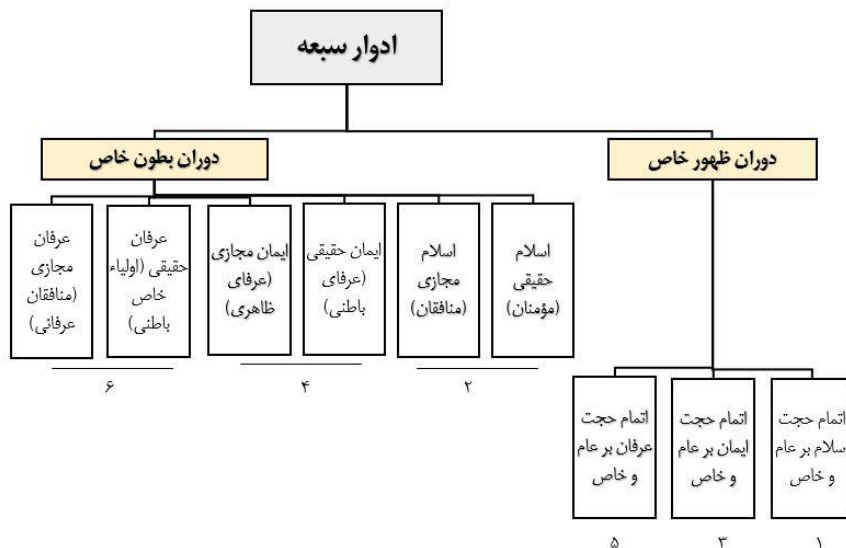 ادوار سبعه
دوران ظهور خاص
دوران بطون خاص
اسلام
حقیقی
(مؤمنان)
اسلام
مجازی
(منافقان)
ایمان حقیقی
(عرفای
باطنی)
ایمان مجازی
(عرفای
ظاهری)
عرفان
حقیقی (اولیاء
خاص
باطنی)
عرفان
مجازی
(منافقان
عرفانی)
۲
۴
۶
اتمام حجت
سلام بر عام
و خاص
اتمام حجت
ایمان بر عام
و خاص
اتمام حجت
عرفان بر عام
و خاص
۱
۳
۵